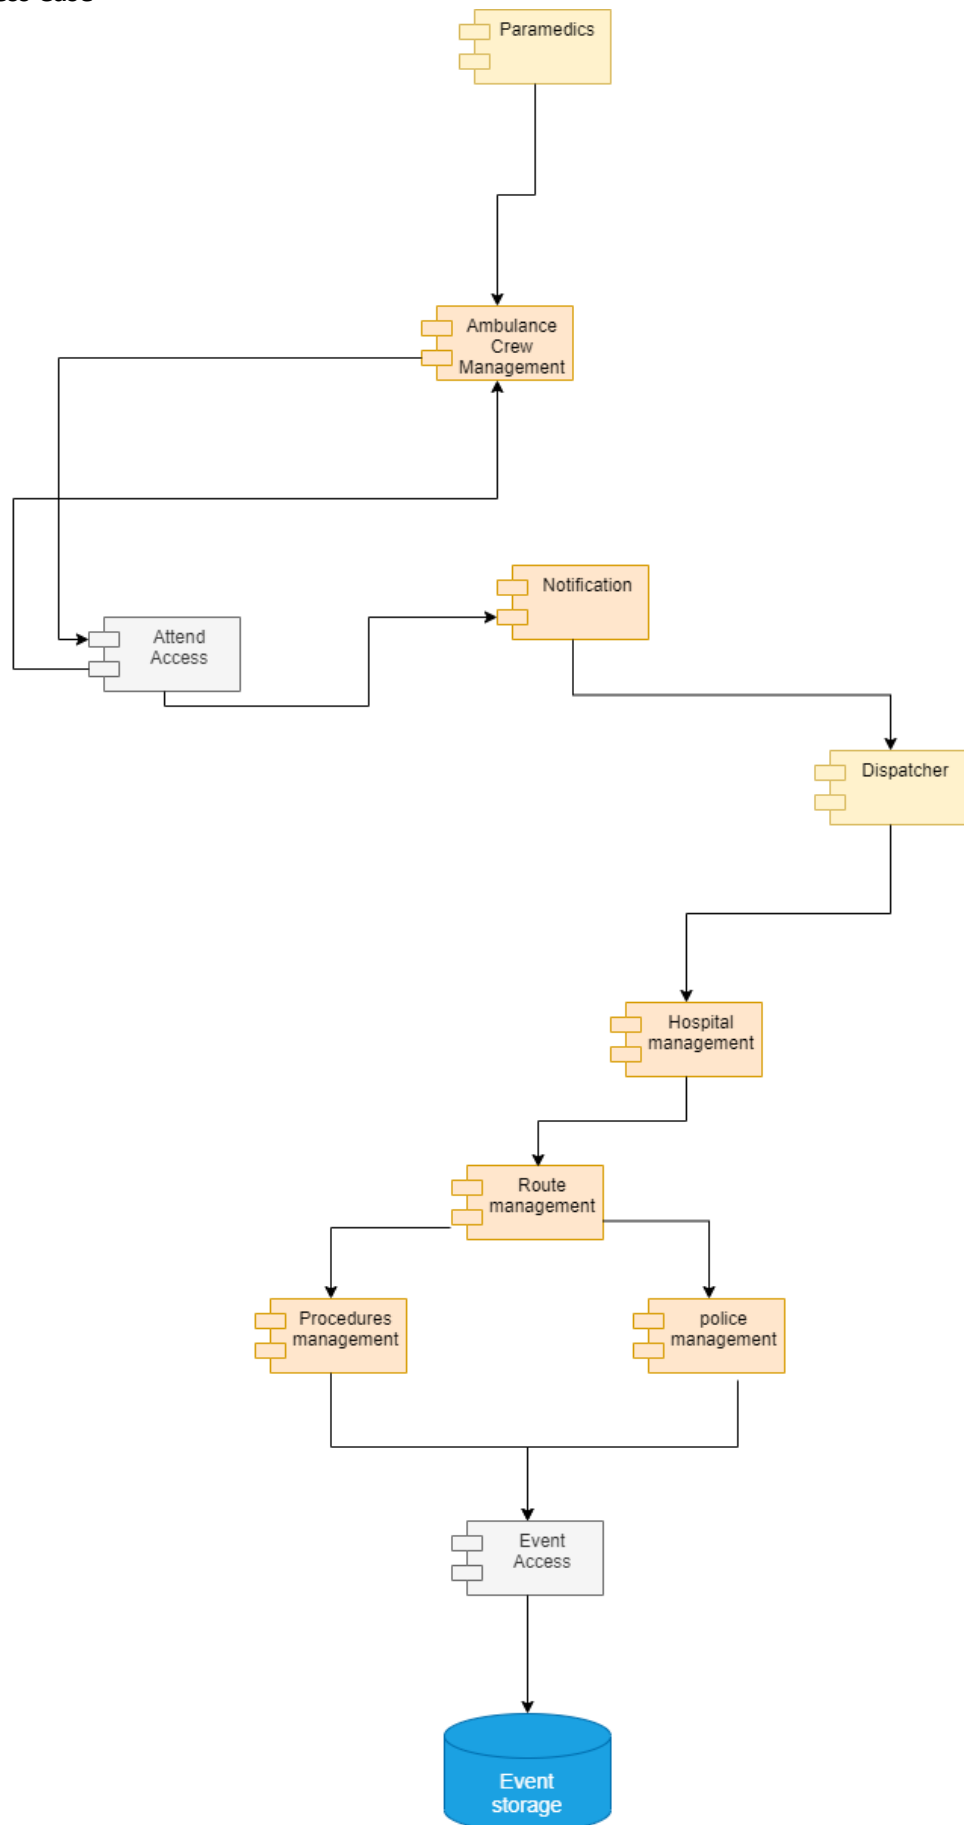 Paramedics
Ambulance
Crew
Management
Notification
Attend
Access
Dispatcher
Hospital
management
Route
management
Procedures
management
police
management
Event
Access
Event
storage